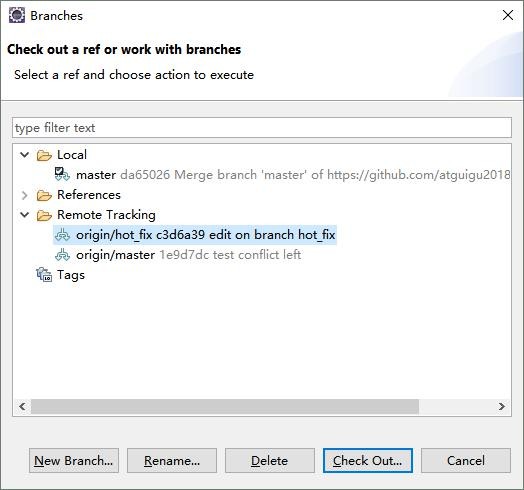 Branches
Check out a ref or work with branches
Select a ref and choose action to execute
type filter text
Local
master da65026 Merge branch 'master' of https://github.com/atguigu2018
References
Remote Tracking
origin/hot_fix c3d6a39 edit on branch hot_fix
origin/master 1e9d7dc test conflict left
Tags
New Branch... Rename... Delete Check Out... Cancel